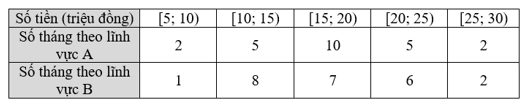 Số tiền (triệu đồng) [5; 10) [10; 15) [15; 20) [20; 25) [25; 30)
Số tháng theo lĩnh
vực A 2 5 10 5 2
Số tháng theo lĩnh
vực B 1 8 7 6 2